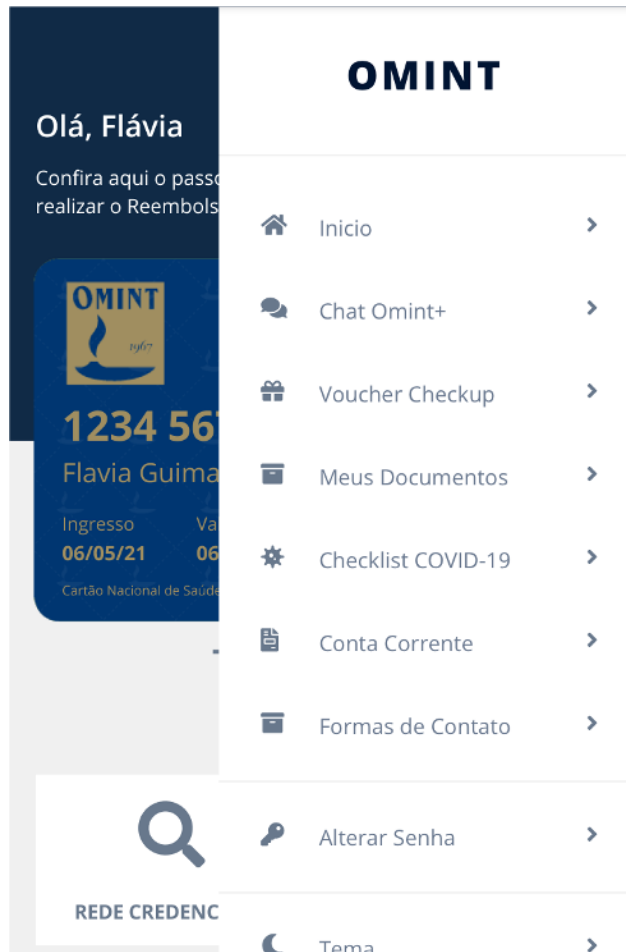 OMINT
Olá, Flávia
Confira aqui o passo
realizar o Reembols
OMINT
1967
1234 567
Flavia Guima
Ingresso Va
06/05/21 06
Cartão Nacional de Saúde
REDE CREDENC
Inicio
Chat Omint+
Voucher Checkup
Meus Documentos
Checklist COVID-19
Conta Corrente
Formas de Contato
Alterar Senha
Tema